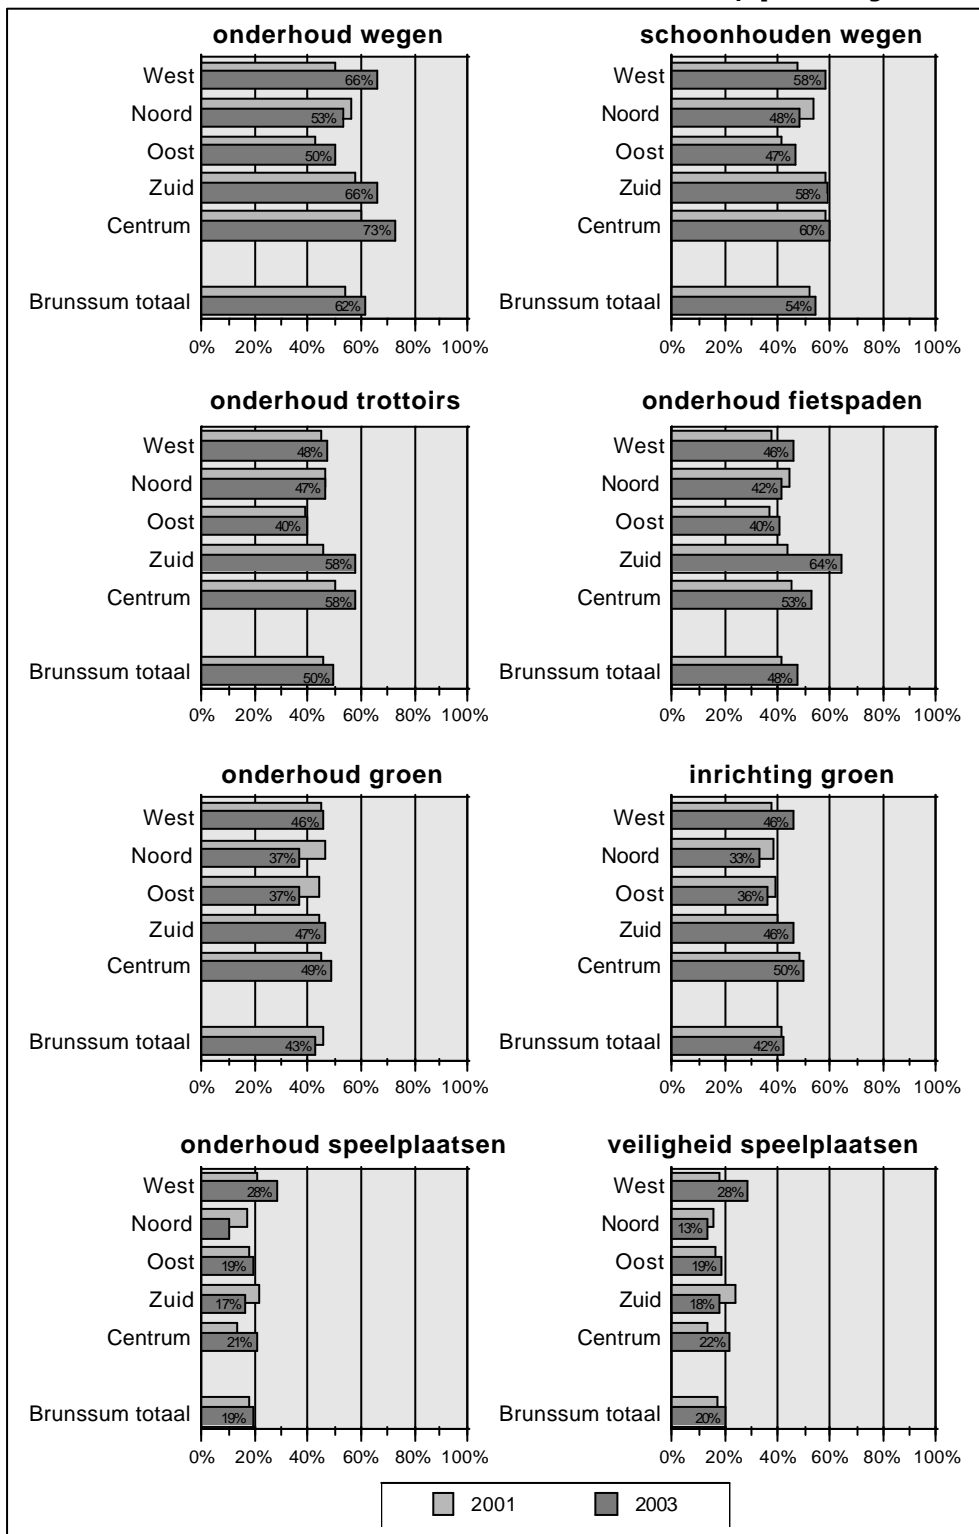 onderhoud wegen
West
66%
Noord
53%
Oost
50%
Zuid
66%
Centrum
73%
Brunssum totaal
62%
0% 20% 40% 60% 80% 100%
schoonhouden wegen
West
58%
Noord
48%
Oost
47%
Zuid
58%
Centrum
60%
Brunssum totaal
54%
0% 20% 40% 60% 80% 100%
onderhoud trottoirs
West
48%
Noord
47%
Oost
40%
Zuid
58%
Centrum
58%
Brunssum totaal
50%
0% 20% 40% 60% 80% 100%
onderhoud fietspaden
West
46%
Noord
42%
Oost
40%
Zuid
64%
Centrum
53%
Brunssum totaal
48%
0% 20% 40% 60% 80% 100%
onderhoud groen
West
46%
Noord
37%
Oost
37%
Zuid
47%
Centrum
49%
Brunssum totaal
43%
0% 20% 40% 60% 80% 100%
inrichting groen
West
46%
Noord
33%
Oost
36%
Zuid
46%
Centrum
50%
Brunssum totaal
42%
0% 20% 40% 60% 80% 100%
onderhoud speelplaatsen
West
28%
Noord
Oost
19%
Zuid
17%
Centrum
21%
Brunssum totaal
19%
0% 20% 40% 60% 80% 100%
veiligheid speelplaatsen
West
28%
Noord
13%
Oost
19%
Zuid
18%
Centrum
22%
Brunssum totaal
20%
0% 20% 40% 60% 80% 100%
2001 2003